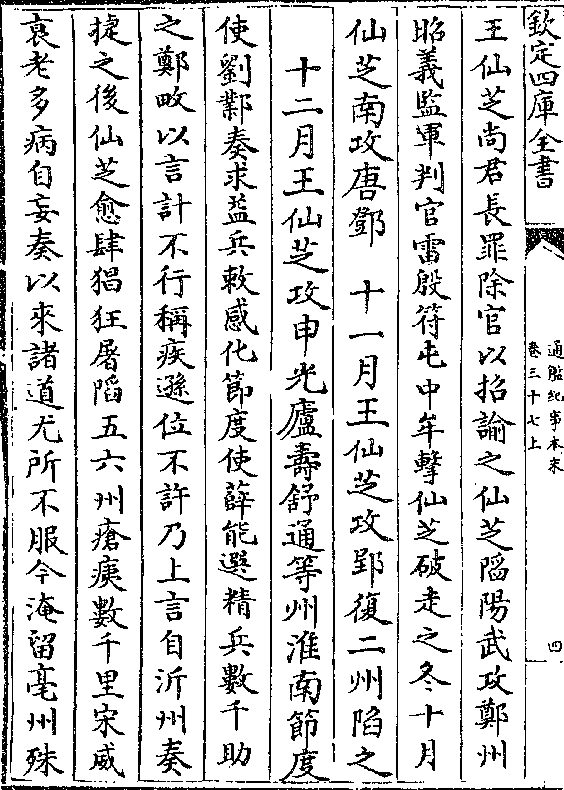 欽定四庫全書
通鑑紀事本末
卷三十七上
四
王仙芝尚君長罪除官以招諭之仙芝陷陽武攻鄭州
昭義監軍判官雷殷符屯中牟擊仙芝破走之冬十月
仙芝南攻唐鄧　十一月王仙芝攻郢復二州陷之
十二月王仙芝攻申光廬壽舒通等州淮南節度
使劉鄴奏求益兵敕感化節度使薛能選精兵數千助
之鄭畋以言計不行稱疾遜位不許乃上言自沂州奏
捷之後仙芝愈肆猖狂屠陷五六州瘡痍數千里宋威
衰老多病自妄奏以來諸道尤所不服今淹留亳州殊